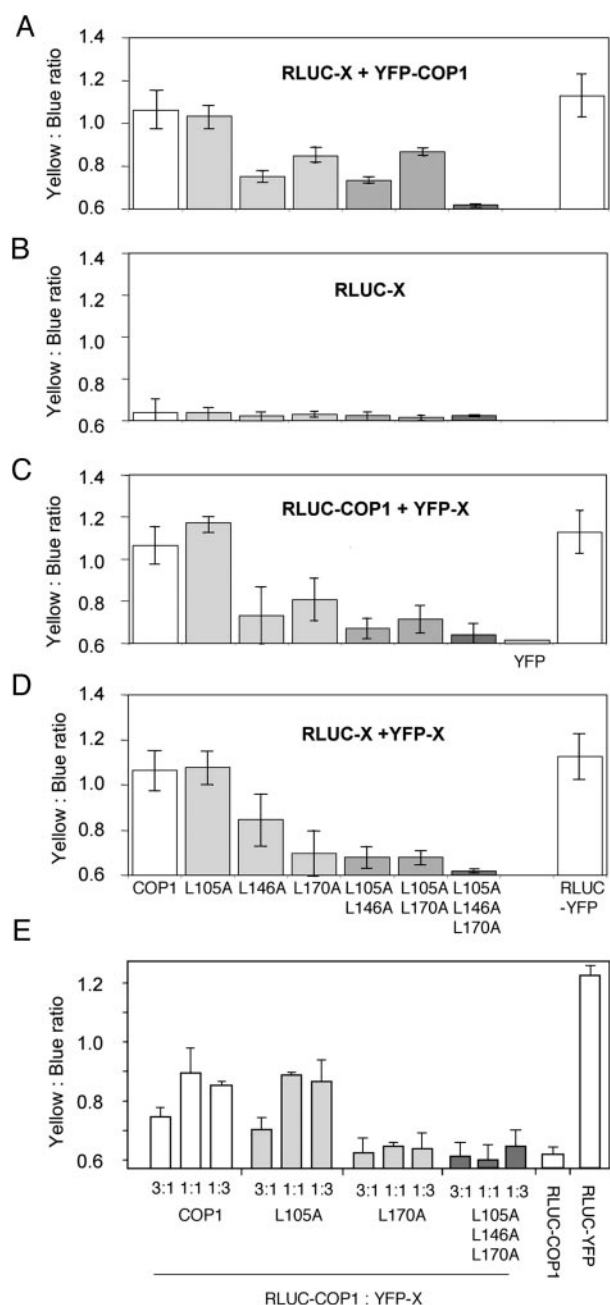 A
Yellow : Blue ratio
1.4
1.2
1.0
0.8
0.6
RLUC-X + YFP-COP1
B
Yellow : Blue ratio
1.4
1.2
1.0
0.8
0.6
RLUC-X
C
Yellow : Blue ratio
1.4
1.2
1.0
0.8
0.6
RLUC-COP1 + YFP-X
YFP
D
Yellow : Blue ratio
1.4
1.2
1.0
0.8
0.6
RLUC-X +YFP-X
COP1 L105A L146A L170A L105A L105A L105A RLUC
L146A L170A L146A -YFP
L170A
E
Yellow : Blue ratio
1.2
1.0
0.8
0.6
3:1 1:1 1:3 3:1 1:1 1:3 3:1 1:1 1:3 3:1 1:1 1:3
COP1 L105A L170A L105A
L146A
L170A
RLUC-COP1
RLUC-YFP
RLUC-COP1 : YFP-X